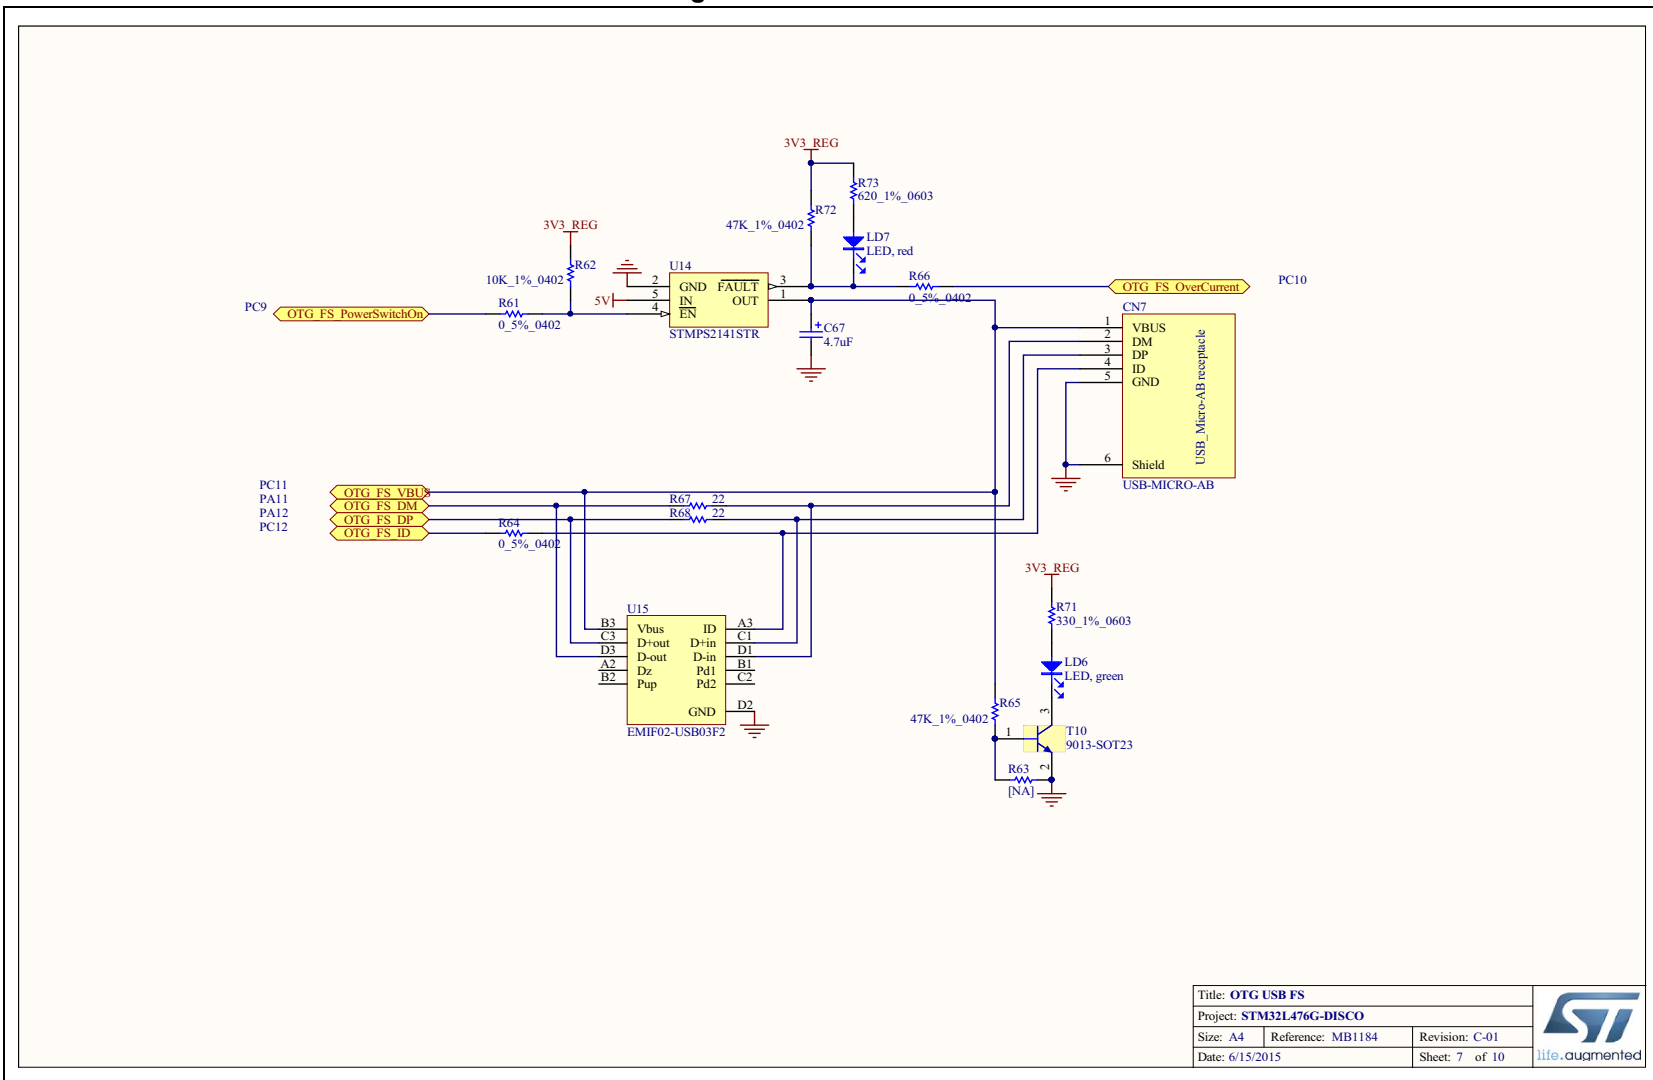 3V3_REG
R73
620_1%_0603
R72
47K_1%_0402
3V3_REG
LD7
LED, red
R62
10K_1%_0402
U14
2 GND FAULT 3
5V 5 IN OUT 1
4 EN
STMPS2141STR
R66
0_5%_0402
OTG_FS_OverCurrent PC10
PC9 OTG_FS_PowerSwitchOn
R61
0_5%_0402
+ C67
4.7uF
CN7
1 VBUS
2 DM
3 DP
4 ID
5 GND
USB_Micro-AB receptacle
6 Shield
USB-MICRO-AB
PC11 OTG_FS_VBUS
PA11 OTG_FS_DM
PA12 OTG_FS_DP
PC12 OTG_FS_ID
R67 22
R68 22
R64
0_5%_0402
U15
B3 Vbus ID A3
C3 D+out D+in C1
D3 D-out D-in D1
A2 Dz Pd1 B1
B2 Pup Pd2 C2
GND D2
EMIF02-USB03F2
3V3_REG
R71
330_1%_0603
LD6
LED, green
R65
47K_1%_0402
3
1
T10
9013-SOT23
2
R63
[NA]
Title: OTG USB FS
Project: STM32L476G-DISCO
Size: A4 Reference: MB1184 Revision: C-01
Date: 6/15/2015 Sheet: 7 of 10
ST
life.augmented